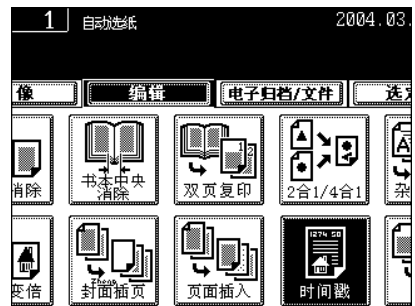 1 自动选纸 2004.03.
像 编辑 电子归档/文件 选定
消除 书本中央
消除 双页复印 2合1/4合1 杂
变倍 封面插页 页面插入 时间戳